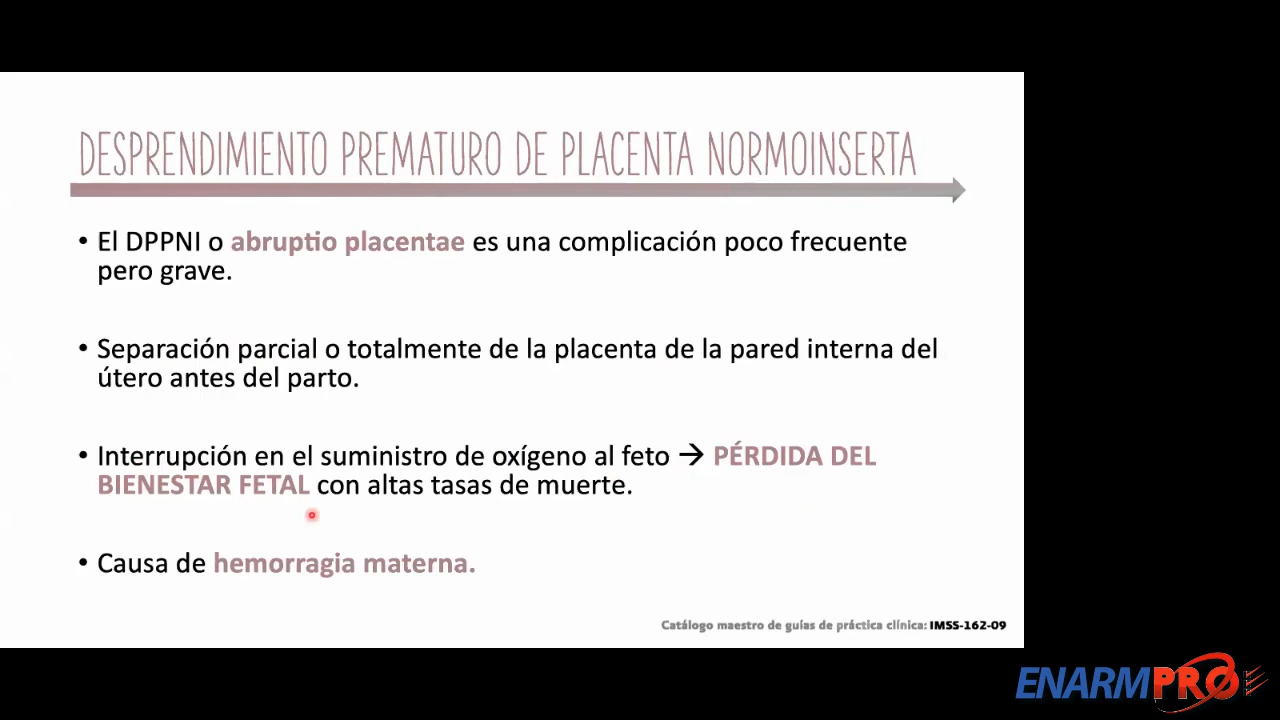 DESPRENDIMIENTO PREMATURO DE PLACENTA NORMOINSERTA
• El DPPNI o abruptio placentae es una complicación poco frecuente
pero grave.
• Separación parcial o totalmente de la placenta de la pared interna del
útero antes del parto.
• Interrupción en el suministro de oxígeno al feto → PÉRDIDA DEL
BIENESTAR FETAL con altas tasas de muerte.
• Causa de hemorragia materna.
Catálogo maestro de guías de práctica clínica: IMSS-162-09
ENARMPRO